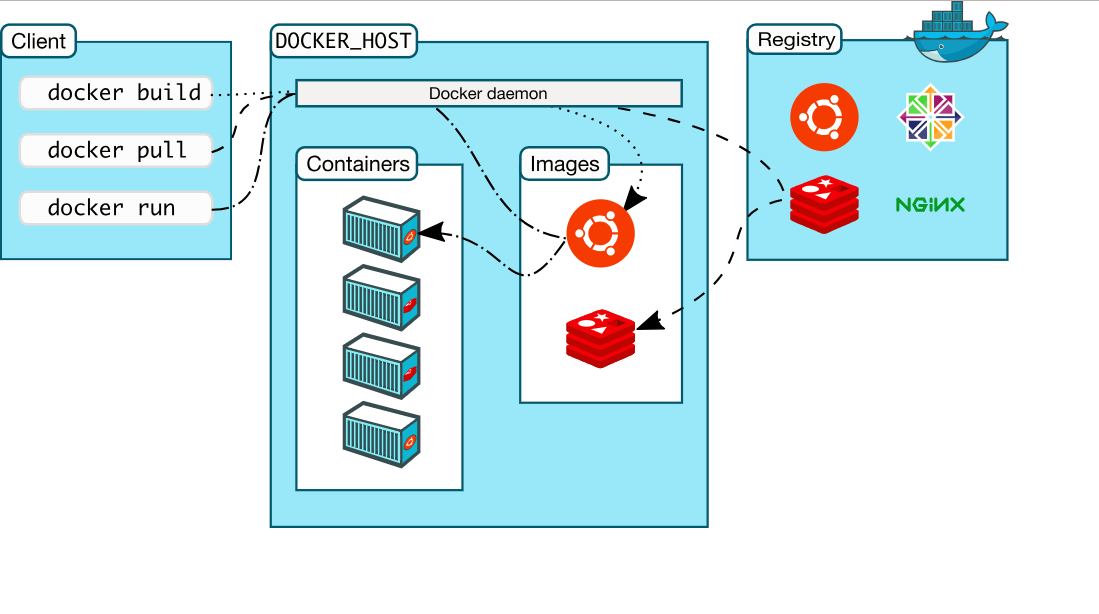 Client
docker build
docker pull
docker run
DOCKER_HOST
Docker daemon
Containers
Images
Registry
NGiNX